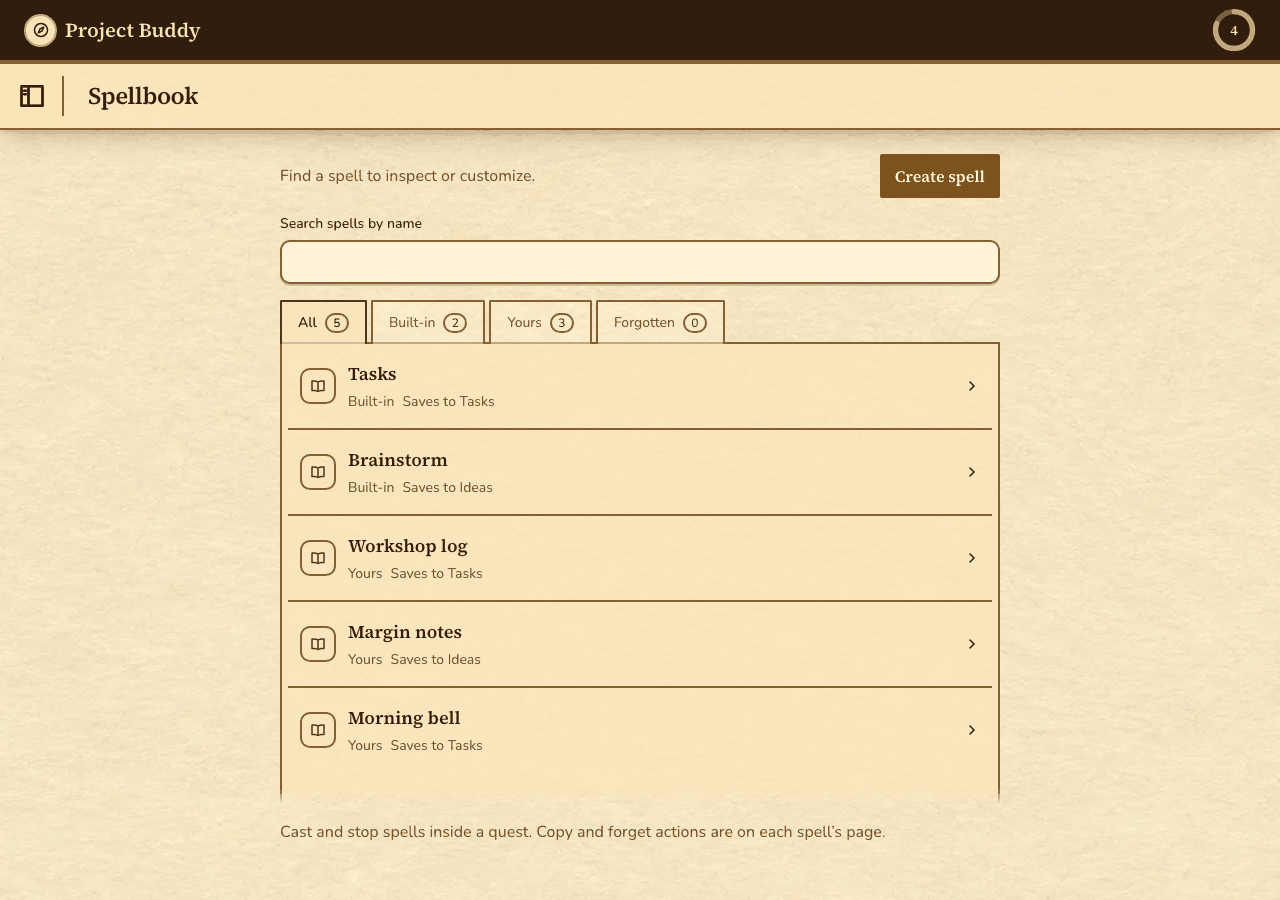 Project Buddy
4
Spellbook
Find a spell to inspect or customize.
Create spell
Search spells by name
All 5
Built-in 2
Yours 3
Forgotten 0
Tasks
Built-in Saves to Tasks
Brainstorm
Built-in Saves to Ideas
Workshop log
Yours Saves to Tasks
Margin notes
Yours Saves to Ideas
Morning bell
Yours Saves to Tasks
Cast and stop spells inside a quest. Copy and forget actions are on each spell’s page.